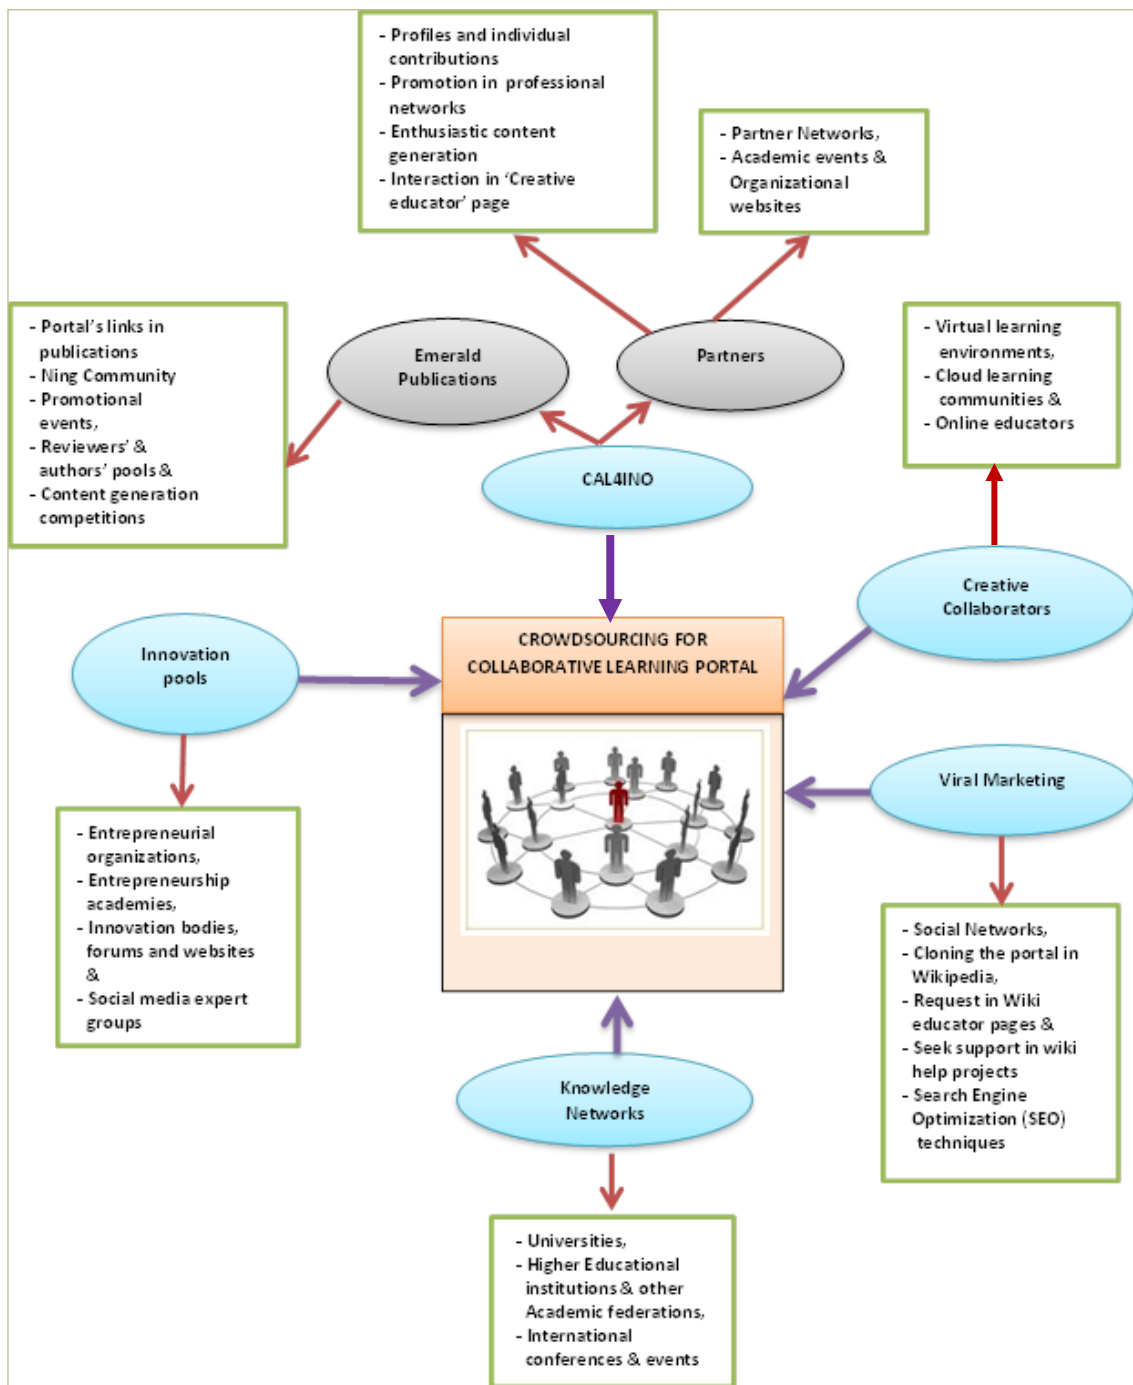 - Profiles and individual
contributions
- Promotion in professional
networks
- Enthusiastic content
generation
- Interaction in ‘Creative
educator’ page
- Partner Networks,
- Academic events &
Organizational
websites
- Portal’s links in
publications
- Ning Community
- Promotional
events,
- Reviewers’ &
authors’ pools &
- Content generation
competitions
Emerald
Publications
Partners
- Virtual learning
environments,
- Cloud learning
communities &
- Online educators
CAL4INO
Creative
Collaborators
Innovation
pools
CROWDSOURCING FOR
COLLABORATIVE LEARNING PORTAL
Viral Marketing
- Entrepreneurial
organizations,
- Entrepreneurship
academies,
- Innovation bodies,
forums and websites
&
- Social media expert
groups
- Social Networks,
- Cloning the portal in
Wikipedia,
- Request in Wiki
educator pages &
- Seek support in wiki
help projects
- Search Engine
Optimization (SEO)
techniques
Knowledge
Networks
- Universities,
- Higher Educational
institutions & other
Academic federations,
- International
conferences & events